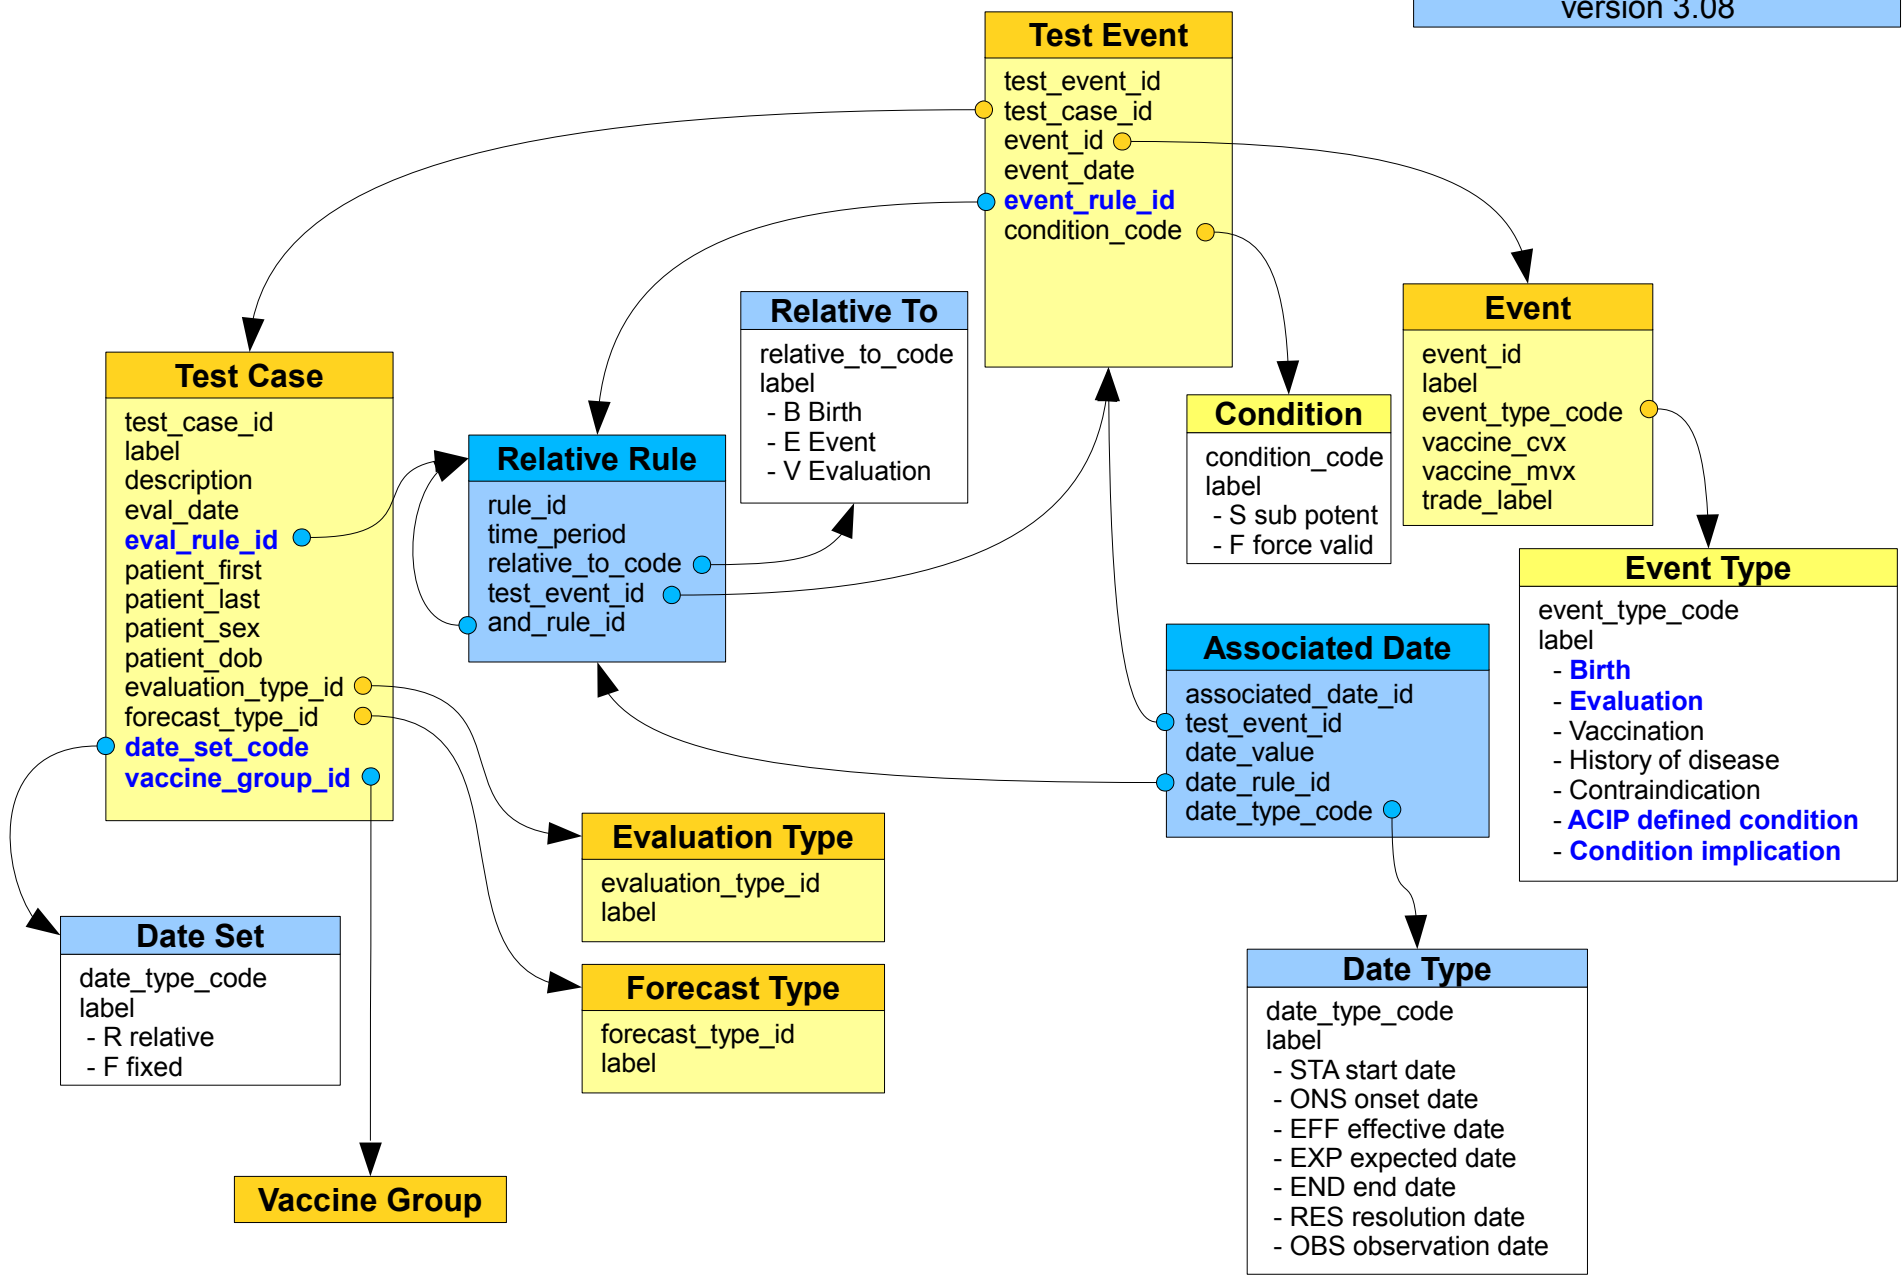 version 3.08
Test Event
test_event_id
test_case_id
event_id
event_date
event_rule_id
condition_code
Relative To
relative_to_code
label
- B Birth
- E Event
- V Evaluation
Event
event_id
label
event_type_code
vaccine_cvx
vaccine_mvx
trade_label
Test Case
test_case_id
label
description
eval_date
eval_rule_id
patient_first
patient_last
patient_sex
patient_dob
evaluation_type_id
forecast_type_id
date_set_code
vaccine_group_id
Relative Rule
rule_id
time_period
relative_to_code
test_event_id
and_rule_id
Condition
condition_code
label
- S sub potent
- F force valid
Event Type
event_type_code
label
- Birth
- Evaluation
- Vaccination
- History of disease
- Contraindication
- ACIP defined condition
- Condition implication
Associated Date
associated_date_id
test_event_id
date_value
date_rule_id
date_type_code
Evaluation Type
evaluation_type_id
label
Date Set
date_type_code
label
- R relative
- F fixed
Forecast Type
forecast_type_id
label
Date Type
date_type_code
label
- STA start date
- ONS onset date
- EFF effective date
- EXP expected date
- END end date
- RES resolution date
- OBS observation date
Vaccine Group